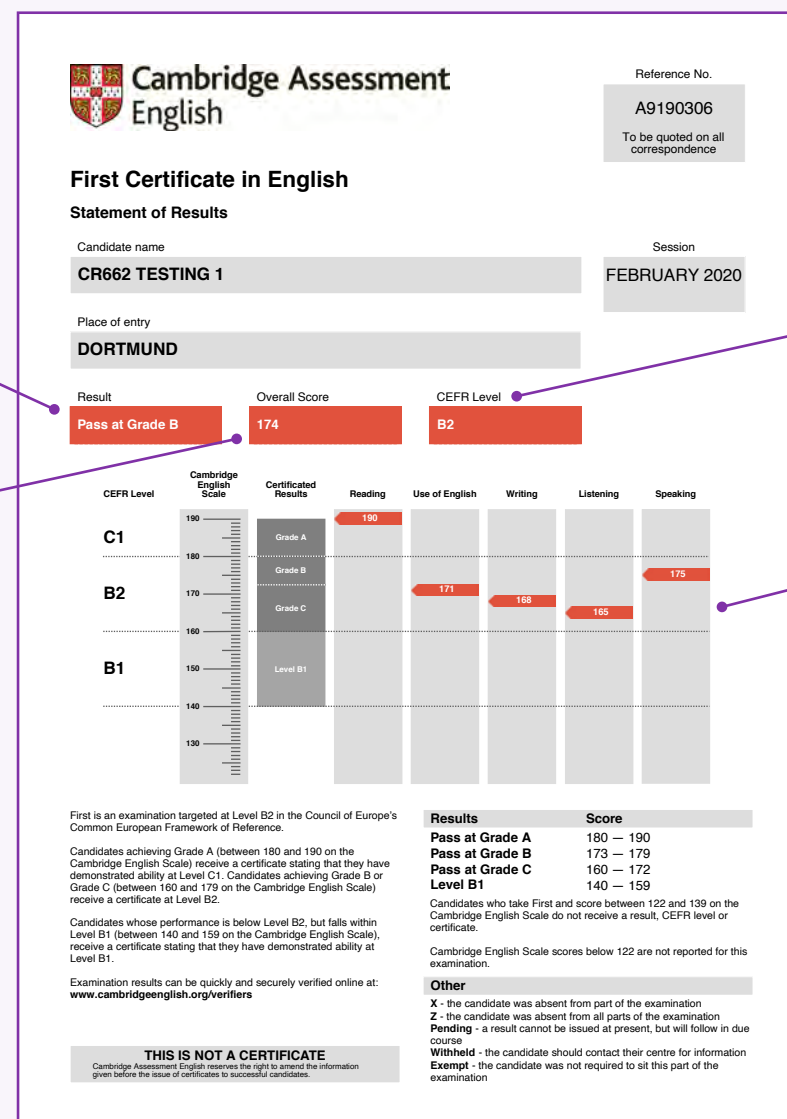 Cambridge Assessment
English
Reference No.
A9190306
To be quoted on all
correspondence
First Certificate in English
Statement of Results
Candidate name
Session
CR662 TESTING 1
FEBRUARY 2020
Place of entry
DORTMUND
Result
Overall Score
CEFR Level
Pass at Grade B
174
B2
CEFR Level
Cambridge
English
Scale
Certificated
Results
Reading
Use of English
Writing
Listening
Speaking
190
190
C1
Grade A
180
Grade B
175
B2
170
171
168
Grade C
165
160
B1
150
Level B1
140
130
First is an examination targeted at Level B2 in the Council of Europe's
Common European Framework of Reference.
Candidates achieving Grade A (between 180 and 190 on the
Cambridge English Scale) receive a certificate stating that they have
demonstrated ability at Level C1. Candidates achieving Grade B or
Grade C (between 160 and 179 on the Cambridge English Scale)
receive a certificate at Level B2.
Candidates whose performance is below Level B2, but falls within
Level B1 (between 140 and 159 on the Cambridge English Scale),
receive a certificate stating that they have demonstrated ability at
Level B1.
Examination results can be quickly and securely verified online at:
www.cambridgeenglish.org/verifiers
THIS IS NOT A CERTIFICATE
Cambridge Assessment English reserves the right to amend the information
given before the issue of certificates to successful candidates.
Results Score
Pass at Grade A 180 — 190
Pass at Grade B 173 — 179
Pass at Grade C 160 — 172
Level B1 140 — 159
Candidates who take First and score between 122 and 139 on the
Cambridge English Scale do not receive a result, CEFR level or
certificate.
Cambridge English Scale scores below 122 are not reported for this
examination.
Other
X - the candidate was absent from part of the examination
Z - the candidate was absent from all parts of the examination
Pending - a result cannot be issued at present, but will follow in due
course
Withheld - the candidate should contact their centre for information
Exempt - the candidate was not required to sit this part of the
examination